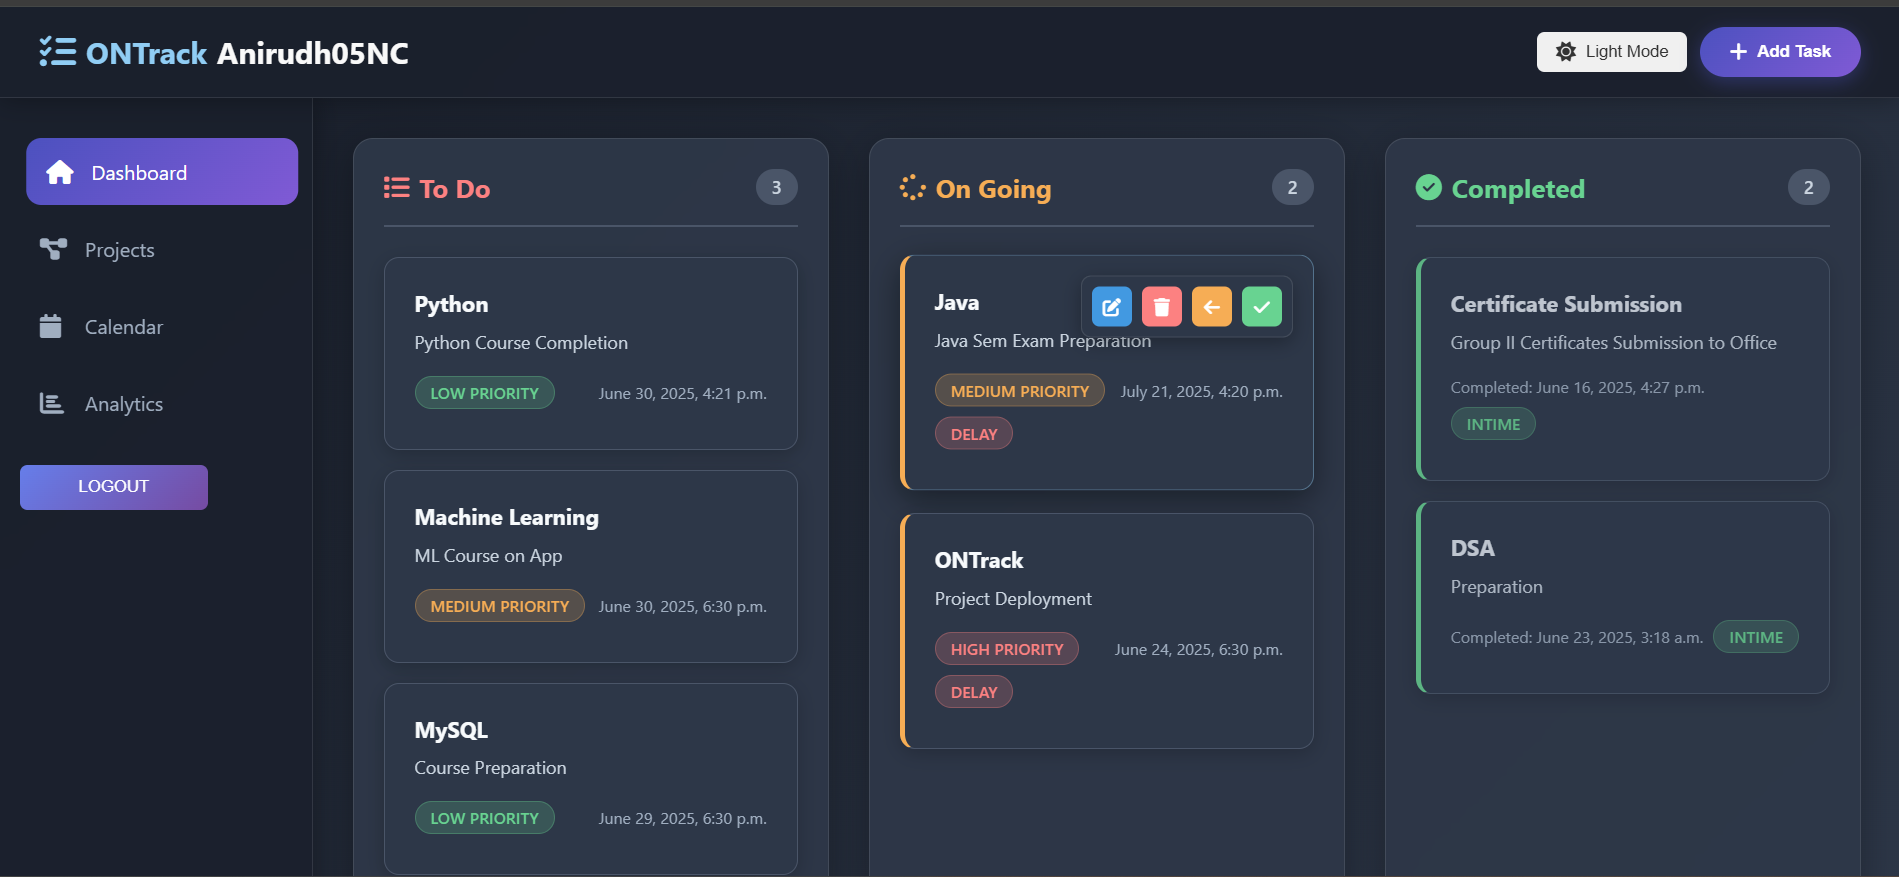 ONTrack Anirudh05NC
Light Mode
Add Task
Dashboard
Projects
Calendar
Analytics
LOGOUT
To Do
3
Python
Python Course Completion
LOW PRIORITY
June 30, 2025, 4:21 p.m.
Machine Learning
ML Course on App
MEDIUM PRIORITY
June 30, 2025, 6:30 p.m.
MySQL
Course Preparation
LOW PRIORITY
June 29, 2025, 6:30 p.m.
On Going
2
Java
Java Sem Exam Preparation
MEDIUM PRIORITY
July 21, 2025, 4:20 p.m.
DELAY
ONTrack
Project Deployment
HIGH PRIORITY
June 24, 2025, 6:30 p.m.
DELAY
Completed
2
Certificate Submission
Group II Certificates Submission to Office
Completed: June 16, 2025, 4:27 p.m.
INTIME
DSA
Preparation
Completed: June 23, 2025, 3:18 a.m.
INTIME